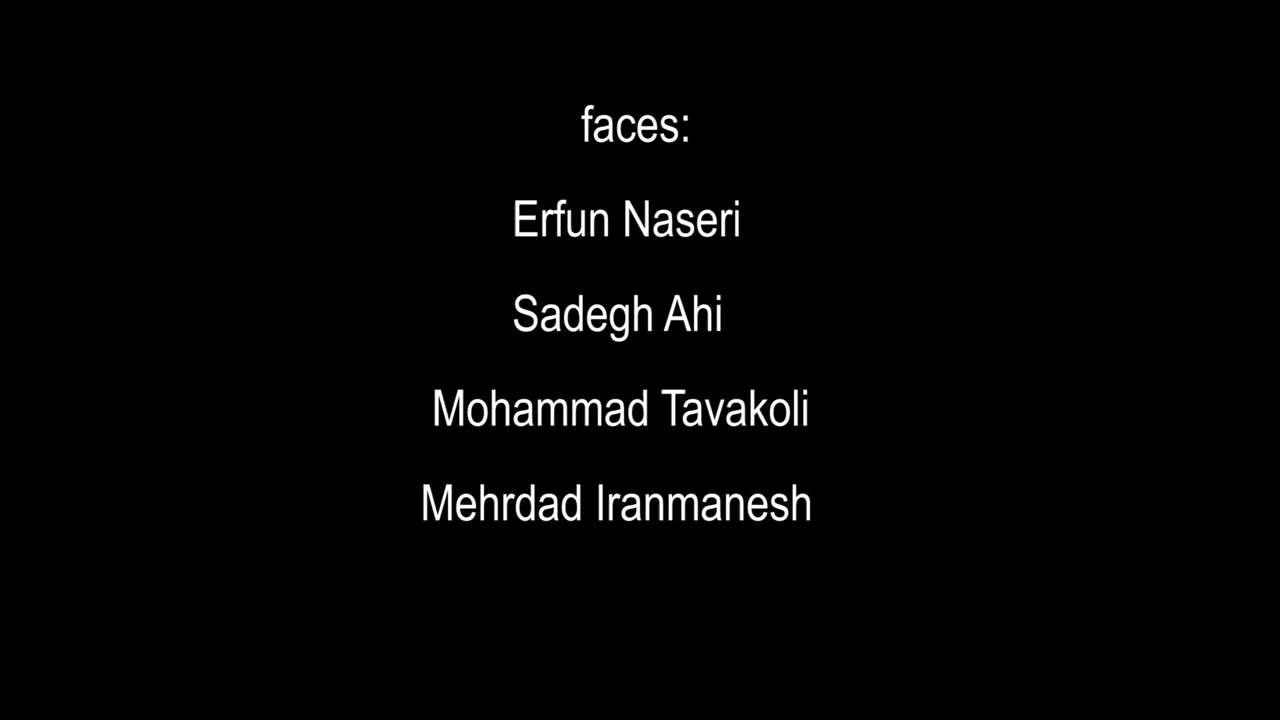 faces:
Erfun Naseri
Sadegh Ahi
Mohammad Tavakoli
Mehrdad Iranmanesh